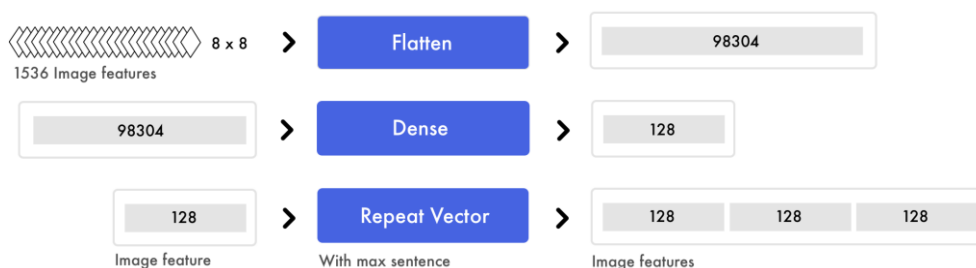 8 x 8
Flatten
98304
1536 Image features
98304
Dense
128
128
Repeat Vector
128
128
128
Image feature
With max sentence
Image features